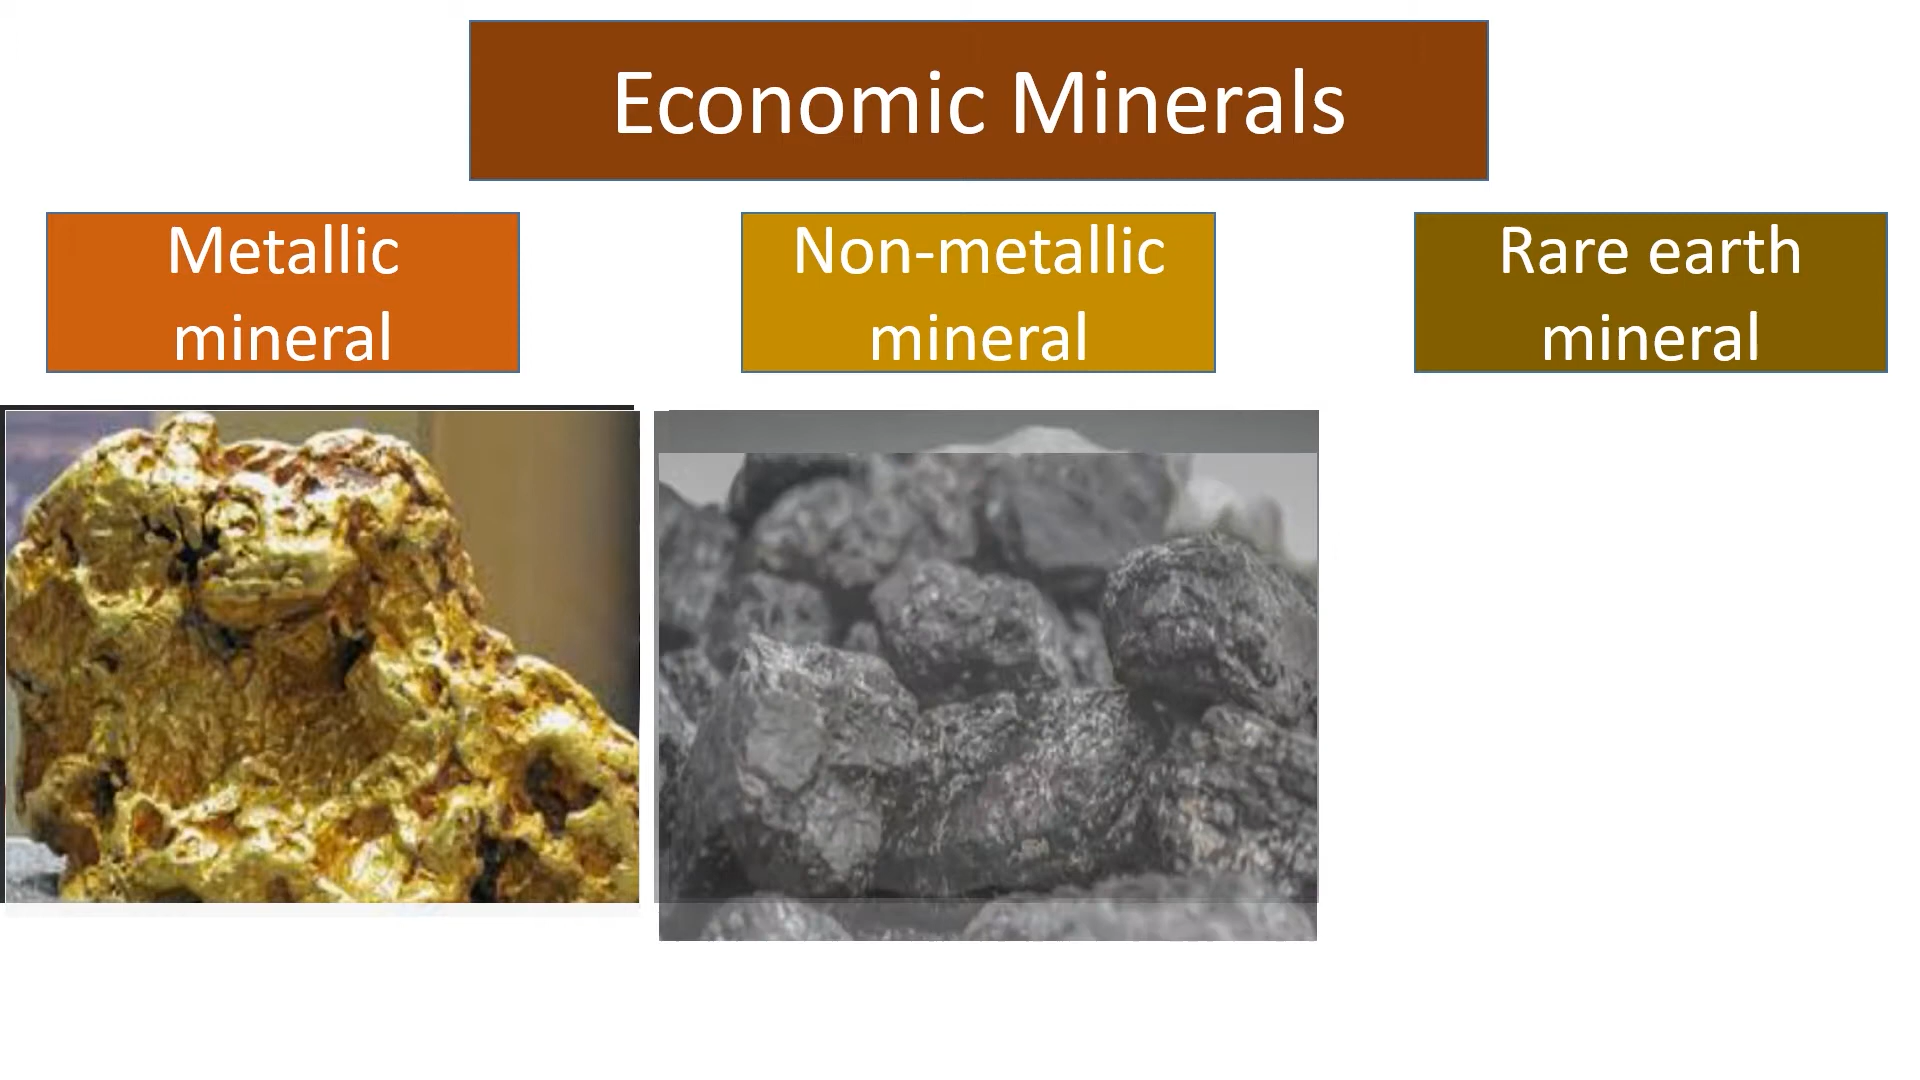 Economic Minerals
Metallic
mineral
Non-metallic
mineral
Rare earth
mineral